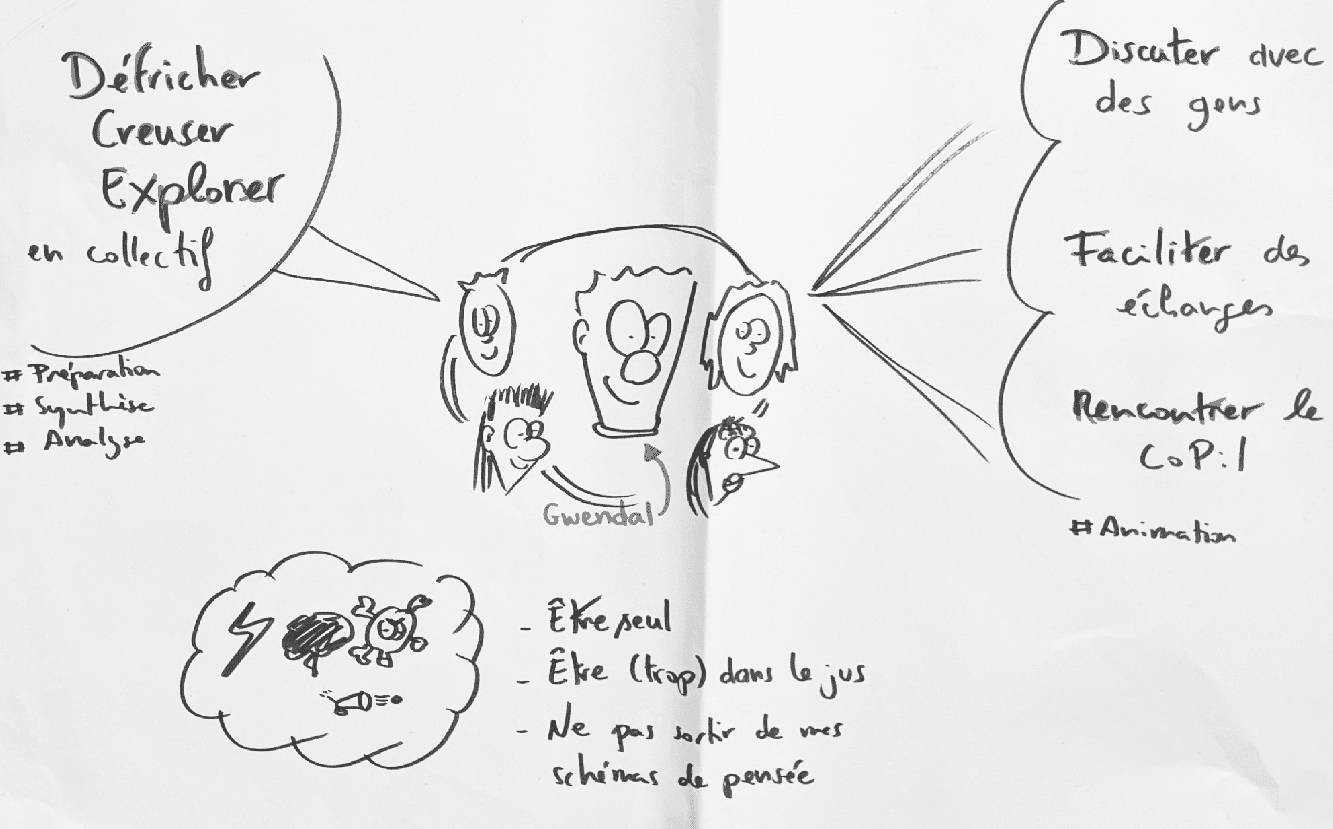 Défricher
Creuser
Explorer
en collectif
# Préparation
# Synthèse
# Analyse
Discuter avec
des gens
Faciliter des
échanges
Rencontrer le
CoPil
# Animation
Gwendal
- Être seul
- Être (trop) dans le jus
- Ne pas sortir de mes
schémas de pensée